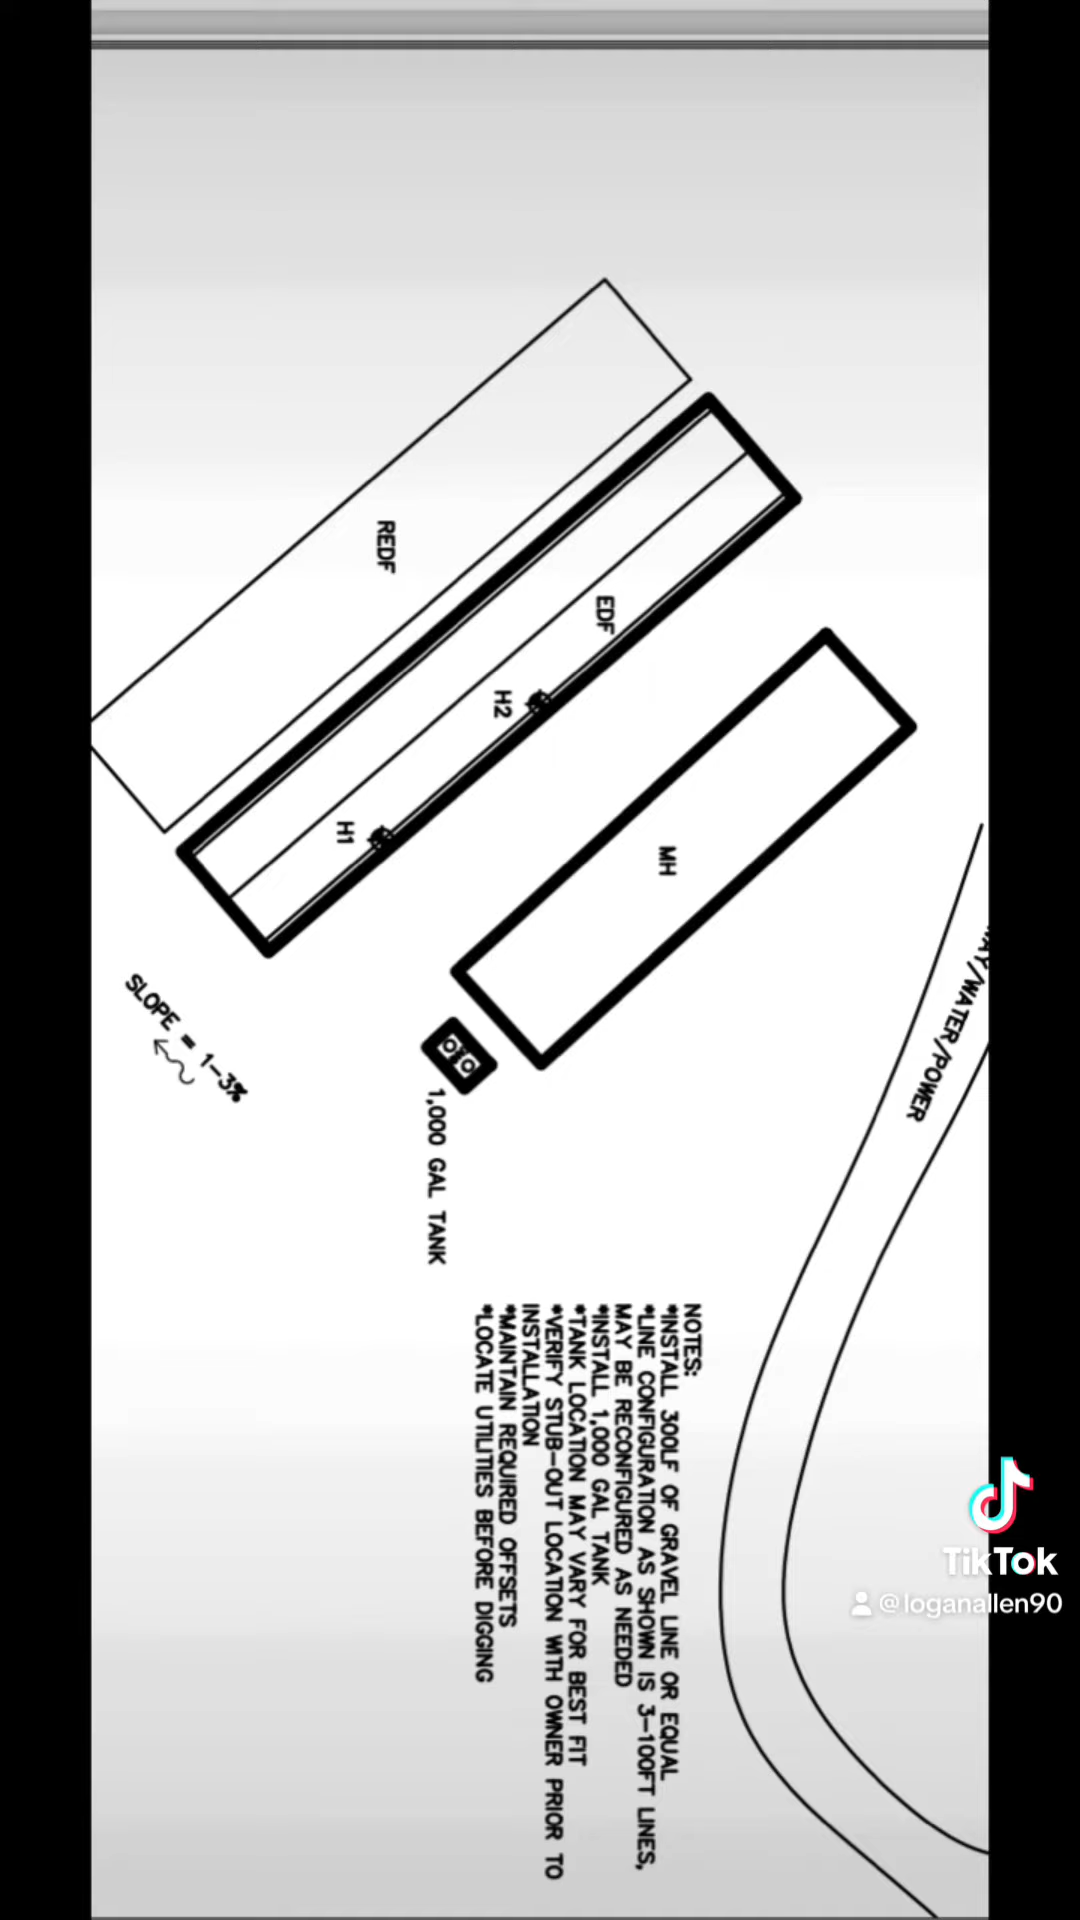 REDF
EDF
H2
H1
MH
SLOPE = 1-3%
1,000 GAL TANK
/WATER/POWER
NOTES:
*INSTALL 300LF OF GRAVEL LINE OR EQUAL
*LINE CONFIGURATION AS SHOWN IS 3-100FT LINES,
MAY BE RECONFIGURED AS NEEDED
*INSTALL 1,000 GAL TANK
*TANK LOCATION MAY VARY FOR BEST FIT
*VERIFY STUB-OUT LOCATION WITH OWNER PRIOR TO
INSTALLATION
*MAINTAIN REQUIRED OFFSETS
*LOCATE UTILITIES BEFORE DIGGING
TikTok
@loganallen90